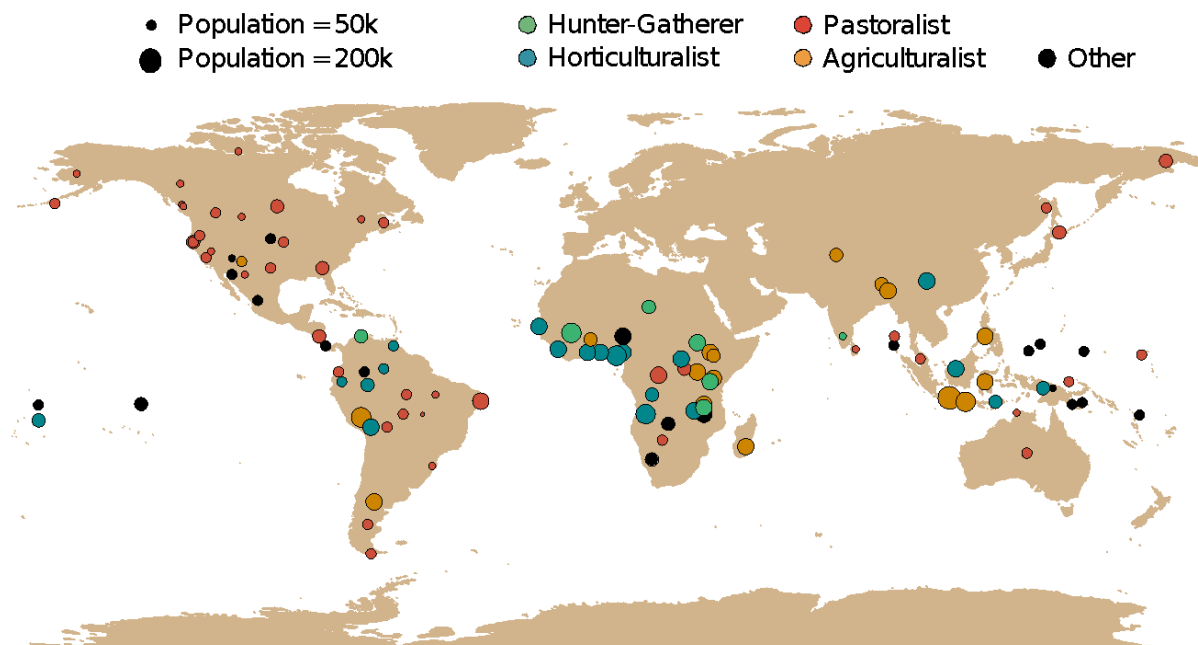 Population = 50k Hunter-Gatherer Pastoralist
Population = 200k Horticulturalist Agriculturalist Other